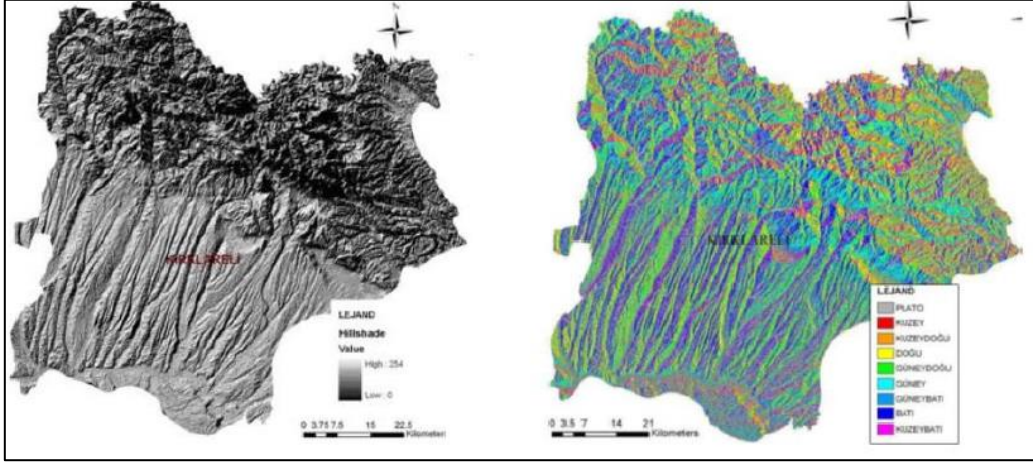 N
KIRKLARELİ
LEJAND
Hillshade
Value
High : 254
Low : 0
0 3.75 7.5 15 22.5
Kilometers
KIRKLARELİ
LEJAND
PLATO
KUZEY
KUZEYDOĞU
DOĞU
GÜNEYDOĞU
GÜNEY
GÜNEYBATI
BATI
KUZEYBATI
0 3.5 7 14 21
Kilometers